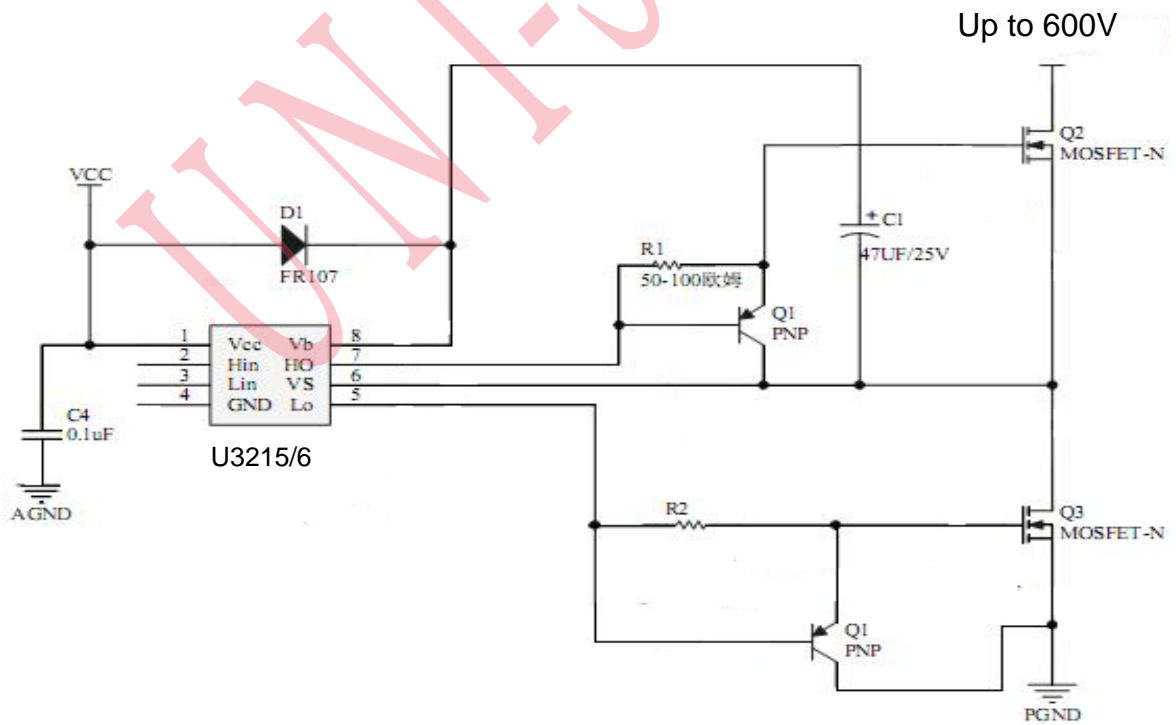 Up to 600V
UNI-S
Q2
MOSFET-N
VCC
D1
FR107
C1
47UF/25V
R1
50-100欧姆
Q1
PNP
1 Vcc Vb 8
2 Hin HO 7
3 Lin VS 6
4 GND Lo 5
C4
0.1uF
U3215/6
AGND
R2
Q3
MOSFET-N
Q1
PNP
PGND